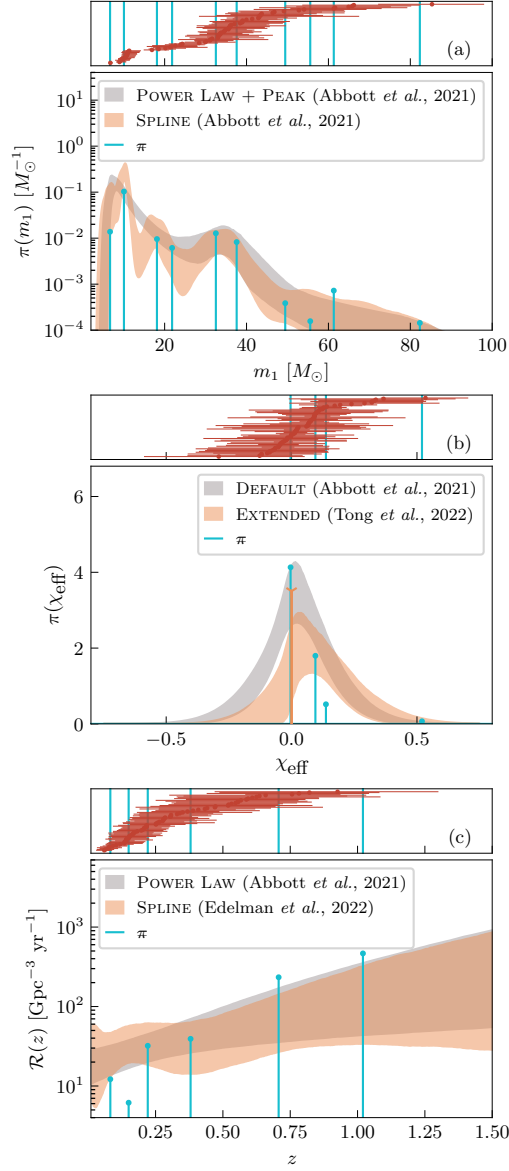 (a)
POWER LAW + PEAK (Abbott et al., 2021)
SPLINE (Abbott et al., 2021)
π
π(m₁) [M⊙⁻¹]
10¹
10⁰
10⁻¹
10⁻²
10⁻³
10⁻⁴
20 40 60 80 100
m₁ [M⊙]
(b)
DEFAULT (Abbott et al., 2021)
EXTENDED (Tong et al., 2022)
π
π(χeff)
6
4
2
0
−0.5 0.0 0.5
χeff
(c)
POWER LAW (Abbott et al., 2021)
SPLINE (Edelman et al., 2022)
π
R(z) [Gpc⁻³ yr⁻¹]
10³
10²
10¹
0.25 0.50 0.75 1.00 1.25 1.50
z